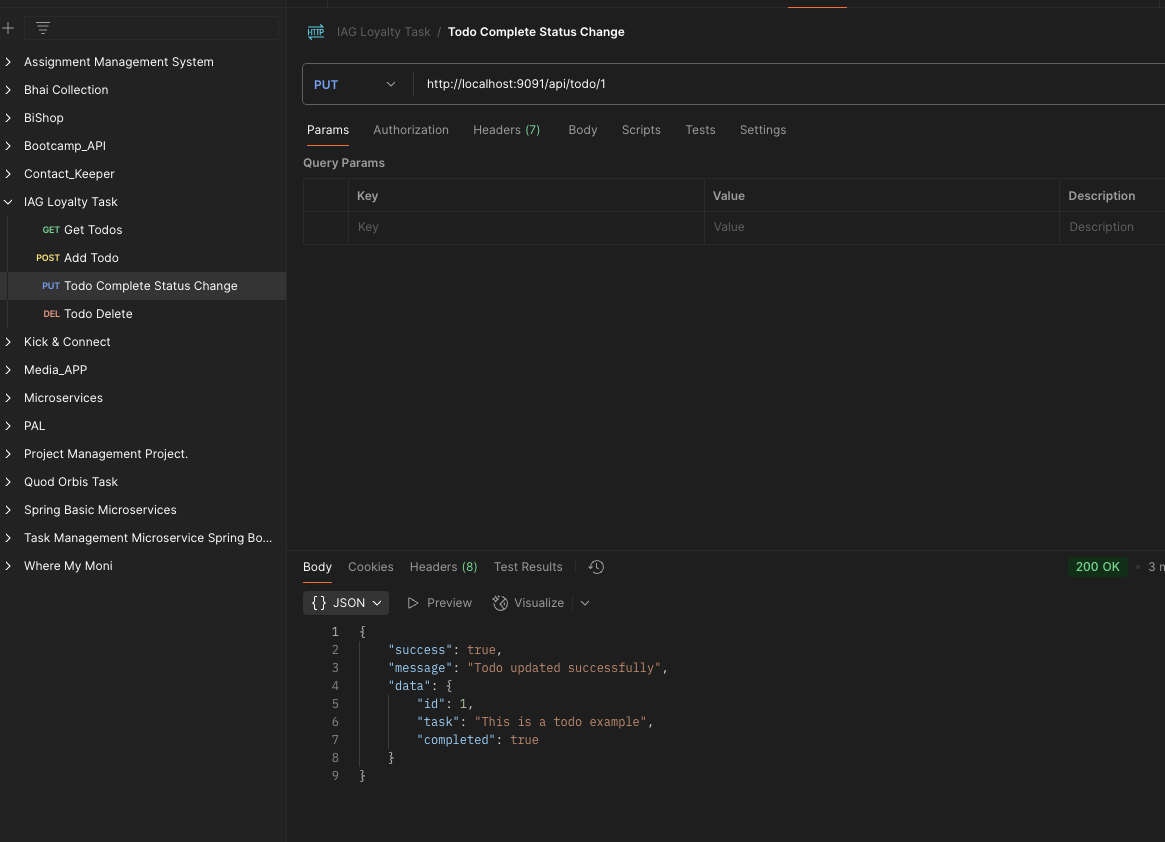 Assignment Management System
Bhai Collection
BiShop
Bootcamp_API
Contact_Keeper
IAG Loyalty Task
GET Get Todos
POST Add Todo
PUT Todo Complete Status Change
DEL Todo Delete
Kick & Connect
Media_APP
Microservices
PAL
Project Management Project.
Quod Orbis Task
Spring Basic Microservices
Task Management Microservice Spring Bo...
Where My Moni
HTTP IAG Loyalty Task / Todo Complete Status Change
PUT http://localhost:9091/api/todo/1
Params Authorization Headers (7) Body Scripts Tests Settings
Query Params
Key Value Description
Key Value Description
Body Cookies Headers (8) Test Results 200 OK • 3 m
{} JSON Preview Visualize
1 {
2 "success": true,
3 "message": "Todo updated successfully",
4 "data": {
5 "id": 1,
6 "task": "This is a todo example",
7 "completed": true
8 }
9 }